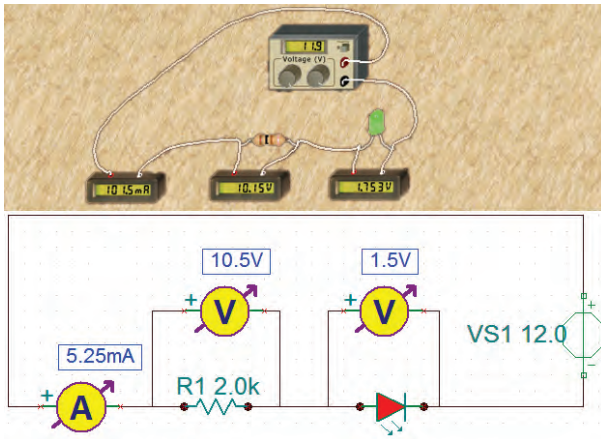 11.9
Voltage (V)
101.5mA
10.15V
1.753V
10.5V
1.5V
+
V
+
V
+
VS1 12.0
5.25mA
R1 2.0k
+
A